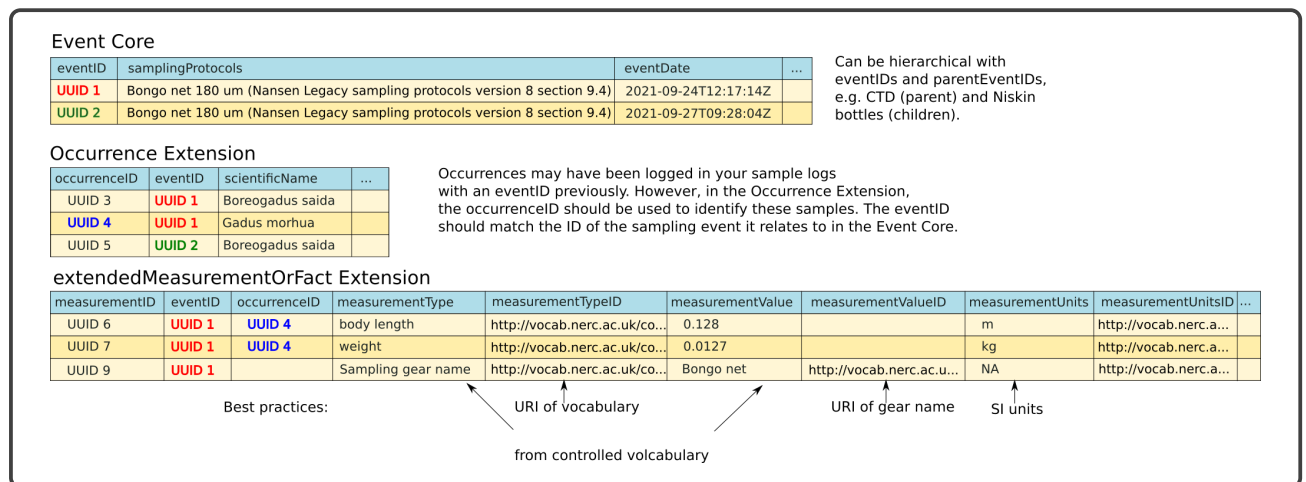 Event Core
eventID samplingProtocols eventDate ...
UUID 1 Bongo net 180 um (Nansen Legacy sampling protocols version 8 section 9.4) 2021-09-24T12:17:14Z
UUID 2 Bongo net 180 um (Nansen Legacy sampling protocols version 8 section 9.4) 2021-09-27T09:28:04Z
Can be hierarchical with
eventIDs and parentEventIDs,
e.g. CTD (parent) and Niskin
bottles (children).
Occurrence Extension
occurrenceID eventID scientificName ...
UUID 3 UUID 1 Boreogadus saida
UUID 4 UUID 1 Gadus morhua
UUID 5 UUID 2 Boreogadus saida
Occurrences may have been logged in your sample logs
with an eventID previously. However, in the Occurrence Extension,
the occurrenceID should be used to identify these samples. The eventID
should match the ID of the sampling event it relates to in the Event Core.
extendedMeasurementOrFact Extension
measurementID eventID occurrenceID measurementType measurementTypeID measurementValue measurementValueID measurementUnits measurementUnitsID ...
UUID 6 UUID 1 UUID 4 body length http://vocab.nerc.ac.uk/co... 0.128 m http://vocab.nerc.a...
UUID 7 UUID 1 UUID 4 weight http://vocab.nerc.ac.uk/co... 0.0127 kg http://vocab.nerc.a...
UUID 9 UUID 1 Sampling gear name http://vocab.nerc.ac.uk/co... Bongo net http://vocab.nerc.ac.u... NA http://vocab.nerc.a...
Best practices: URI of vocabulary URI of gear name SI units
from controlled volcabulary